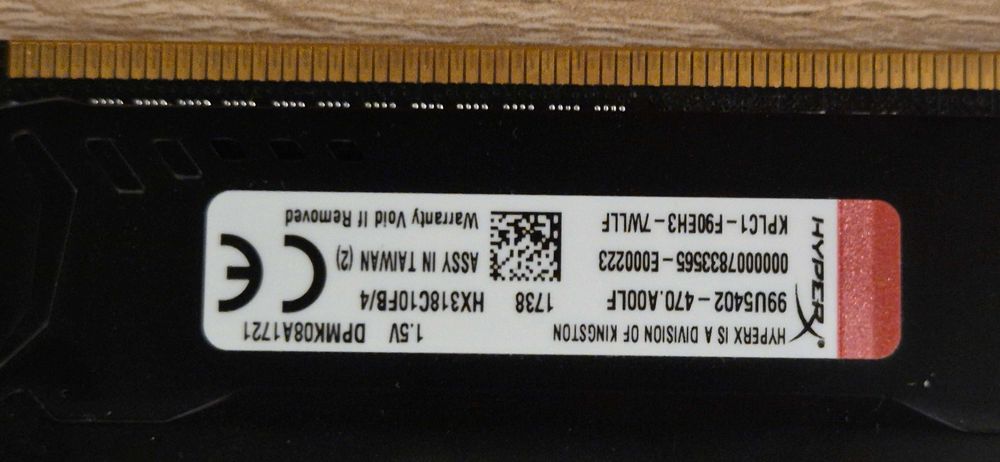 HYPERX
HYPERX IS A DIVISION OF KINGSTON 1.5V DPMK08A1721
99U5402-470.A00LF 1738 HX318C10FB/4
0000007833565-E000223 ASSY IN TAIWAN (2)
KPLC1-F90EH3-7WLLF Warranty Void If Removed
CE